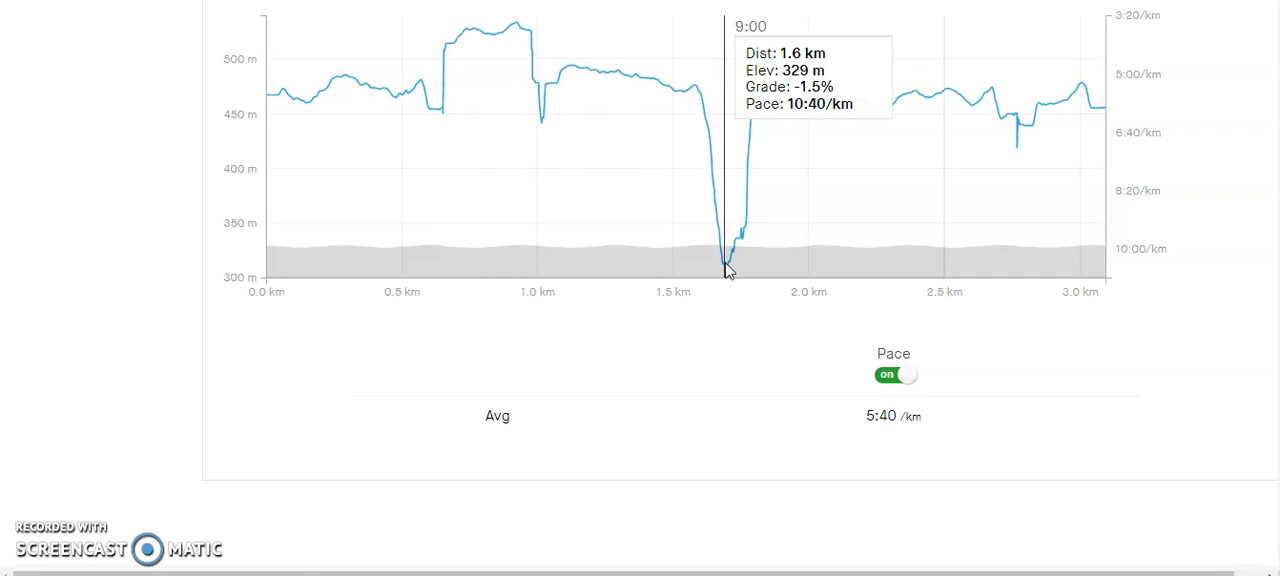 3:20/km
9:00
Dist: 1.6 km
500 m
Elev: 329 m
5:00/km
Grade: -1.5%
Pace: 10:40/km
450 m
6:40/km
400 m
8:20/km
350 m
10:00/km
300 m
0.0 km 0.5 km 1.0 km 1.5 km 2.0 km 2.5 km 3.0 km
Pace
on
Avg 5:40 /km
RECORDED WITH
SCREENCAST MATIC